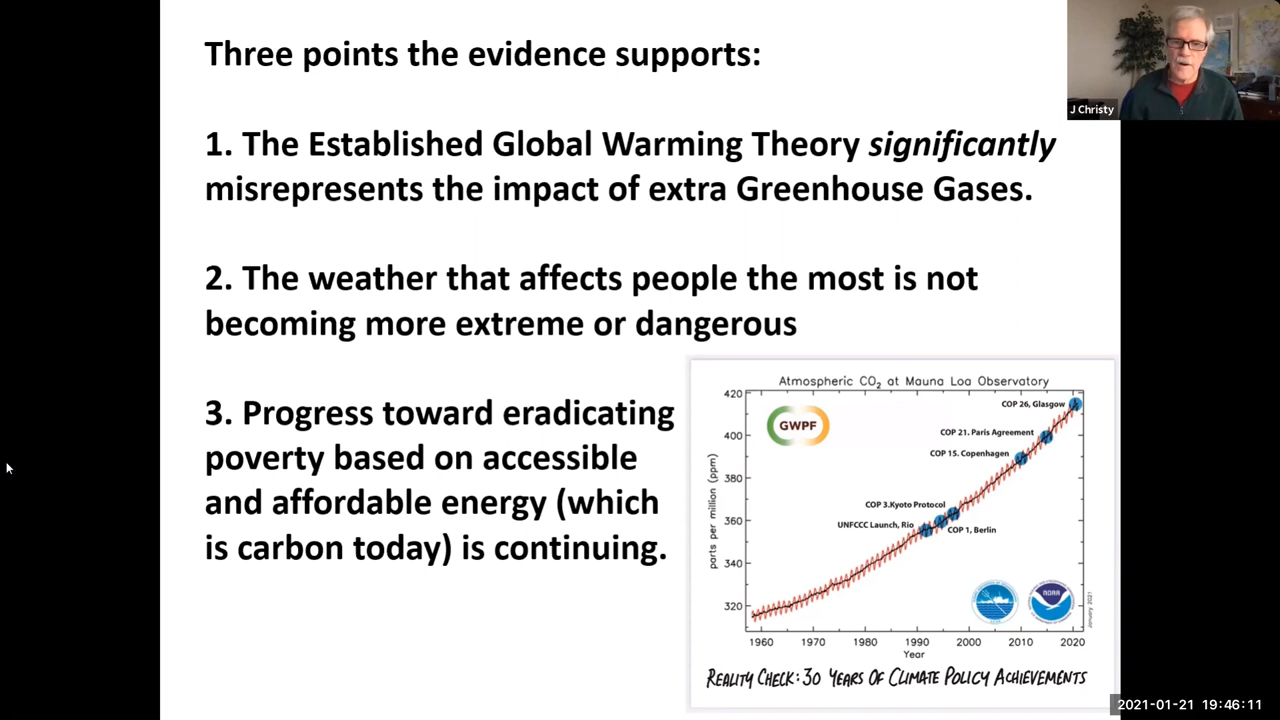 Three points the evidence supports:
J Christy
1. The Established Global Warming Theory significantly
misrepresents the impact of extra Greenhouse Gases.
2. The weather that affects people the most is not
becoming more extreme or dangerous
3. Progress toward eradicating
poverty based on accessible
and affordable energy (which
is carbon today) is continuing.
Atmospheric CO₂ at Mauna Loa Observatory
parts per million (ppm)
420
400
380
360
340
320
GWPF
COP 26, Glasgow
COP 21. Paris Agreement
COP 15. Copenhagen
COP 3.Kyoto Protocol
UNFCCC Launch, Rio
COP 1, Berlin
NOAA
January 2021
1960 1970 1980 1990 2000 2010 2020
Year
REALITY CHECK: 30 YEARS OF CLIMATE POLICY ACHIEVEMENTS
2021-01-21 19:46:11